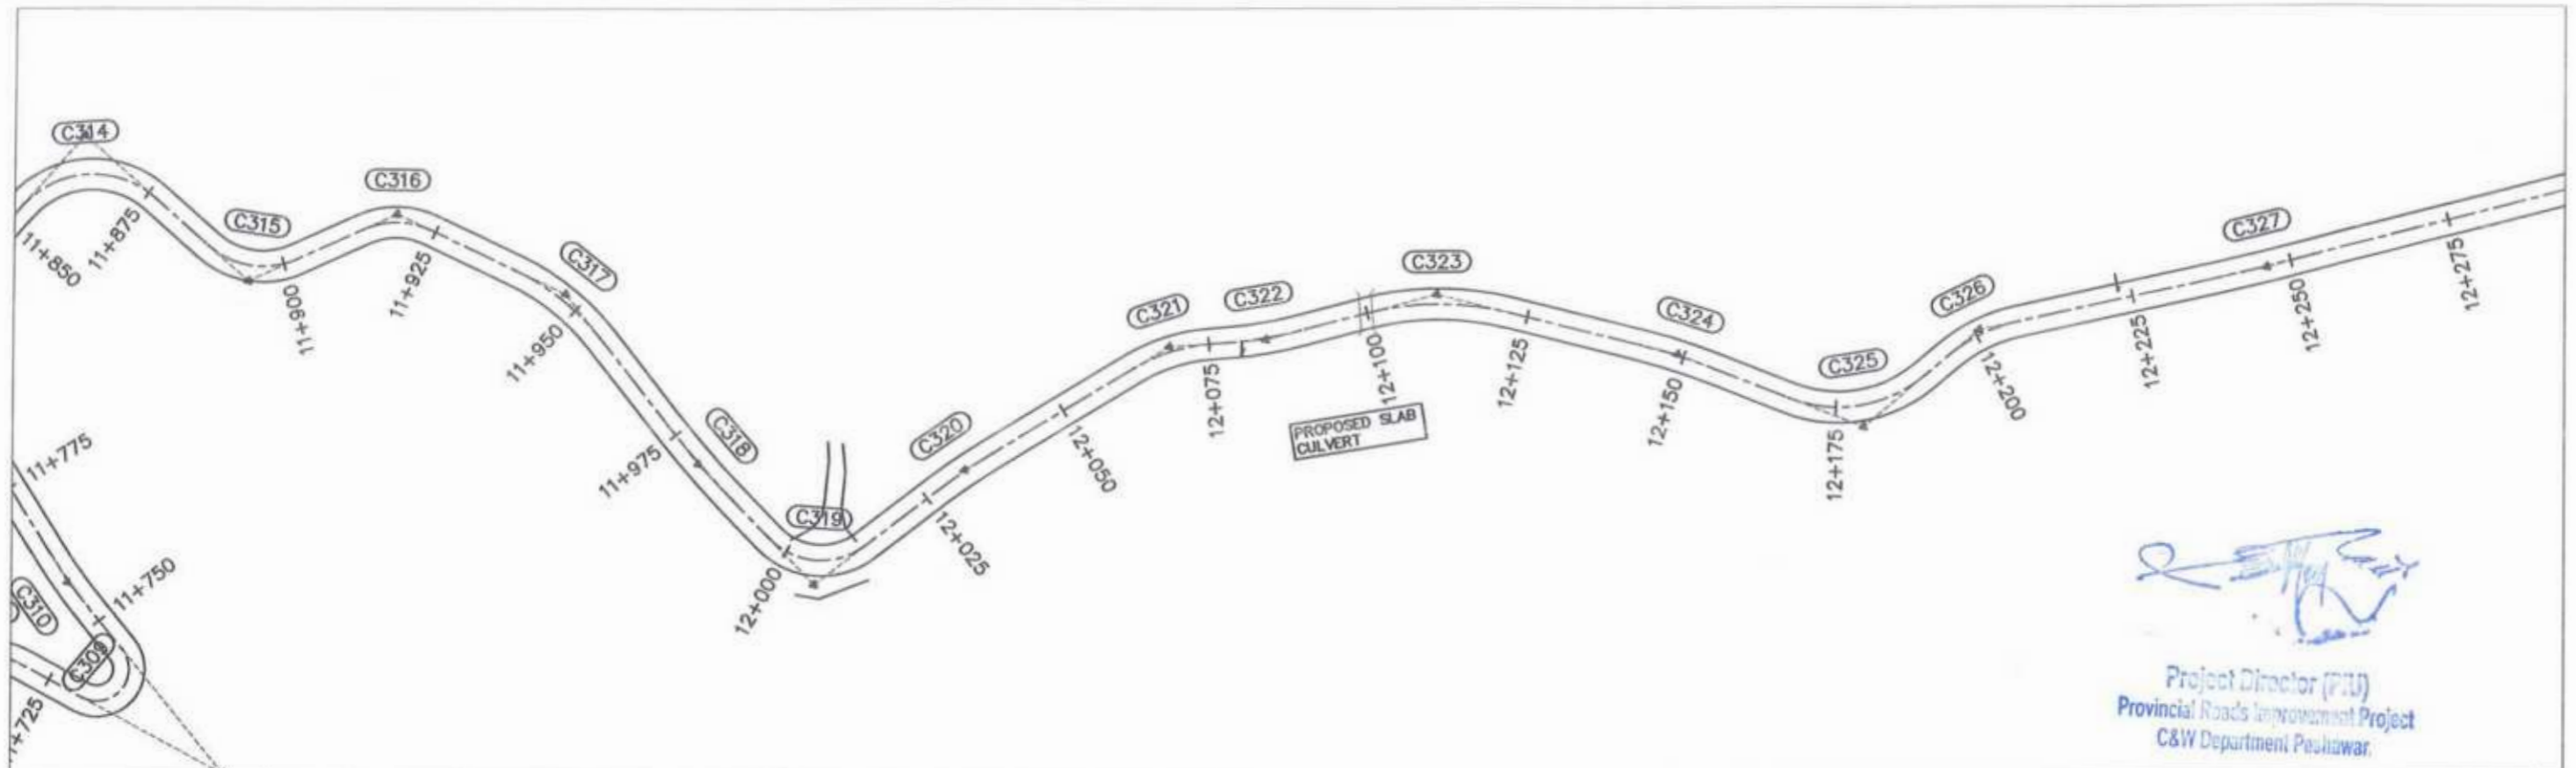 C314
C315
C316
C317
C318
C319
C320
C321
C322
C323
C324
C325
C326
C327
11+850
11+875
11+900
11+925
11+950
11+975
12+000
12+025
12+050
12+075
12+100
12+125
12+150
12+175
12+200
12+225
12+250
12+275
PROPOSED SLAB
CULVERT
11+775
11+750
C310
C309
1+725
Project Director (PIU)
Provincial Roads Improvement Project
C&W Department Peshawar.